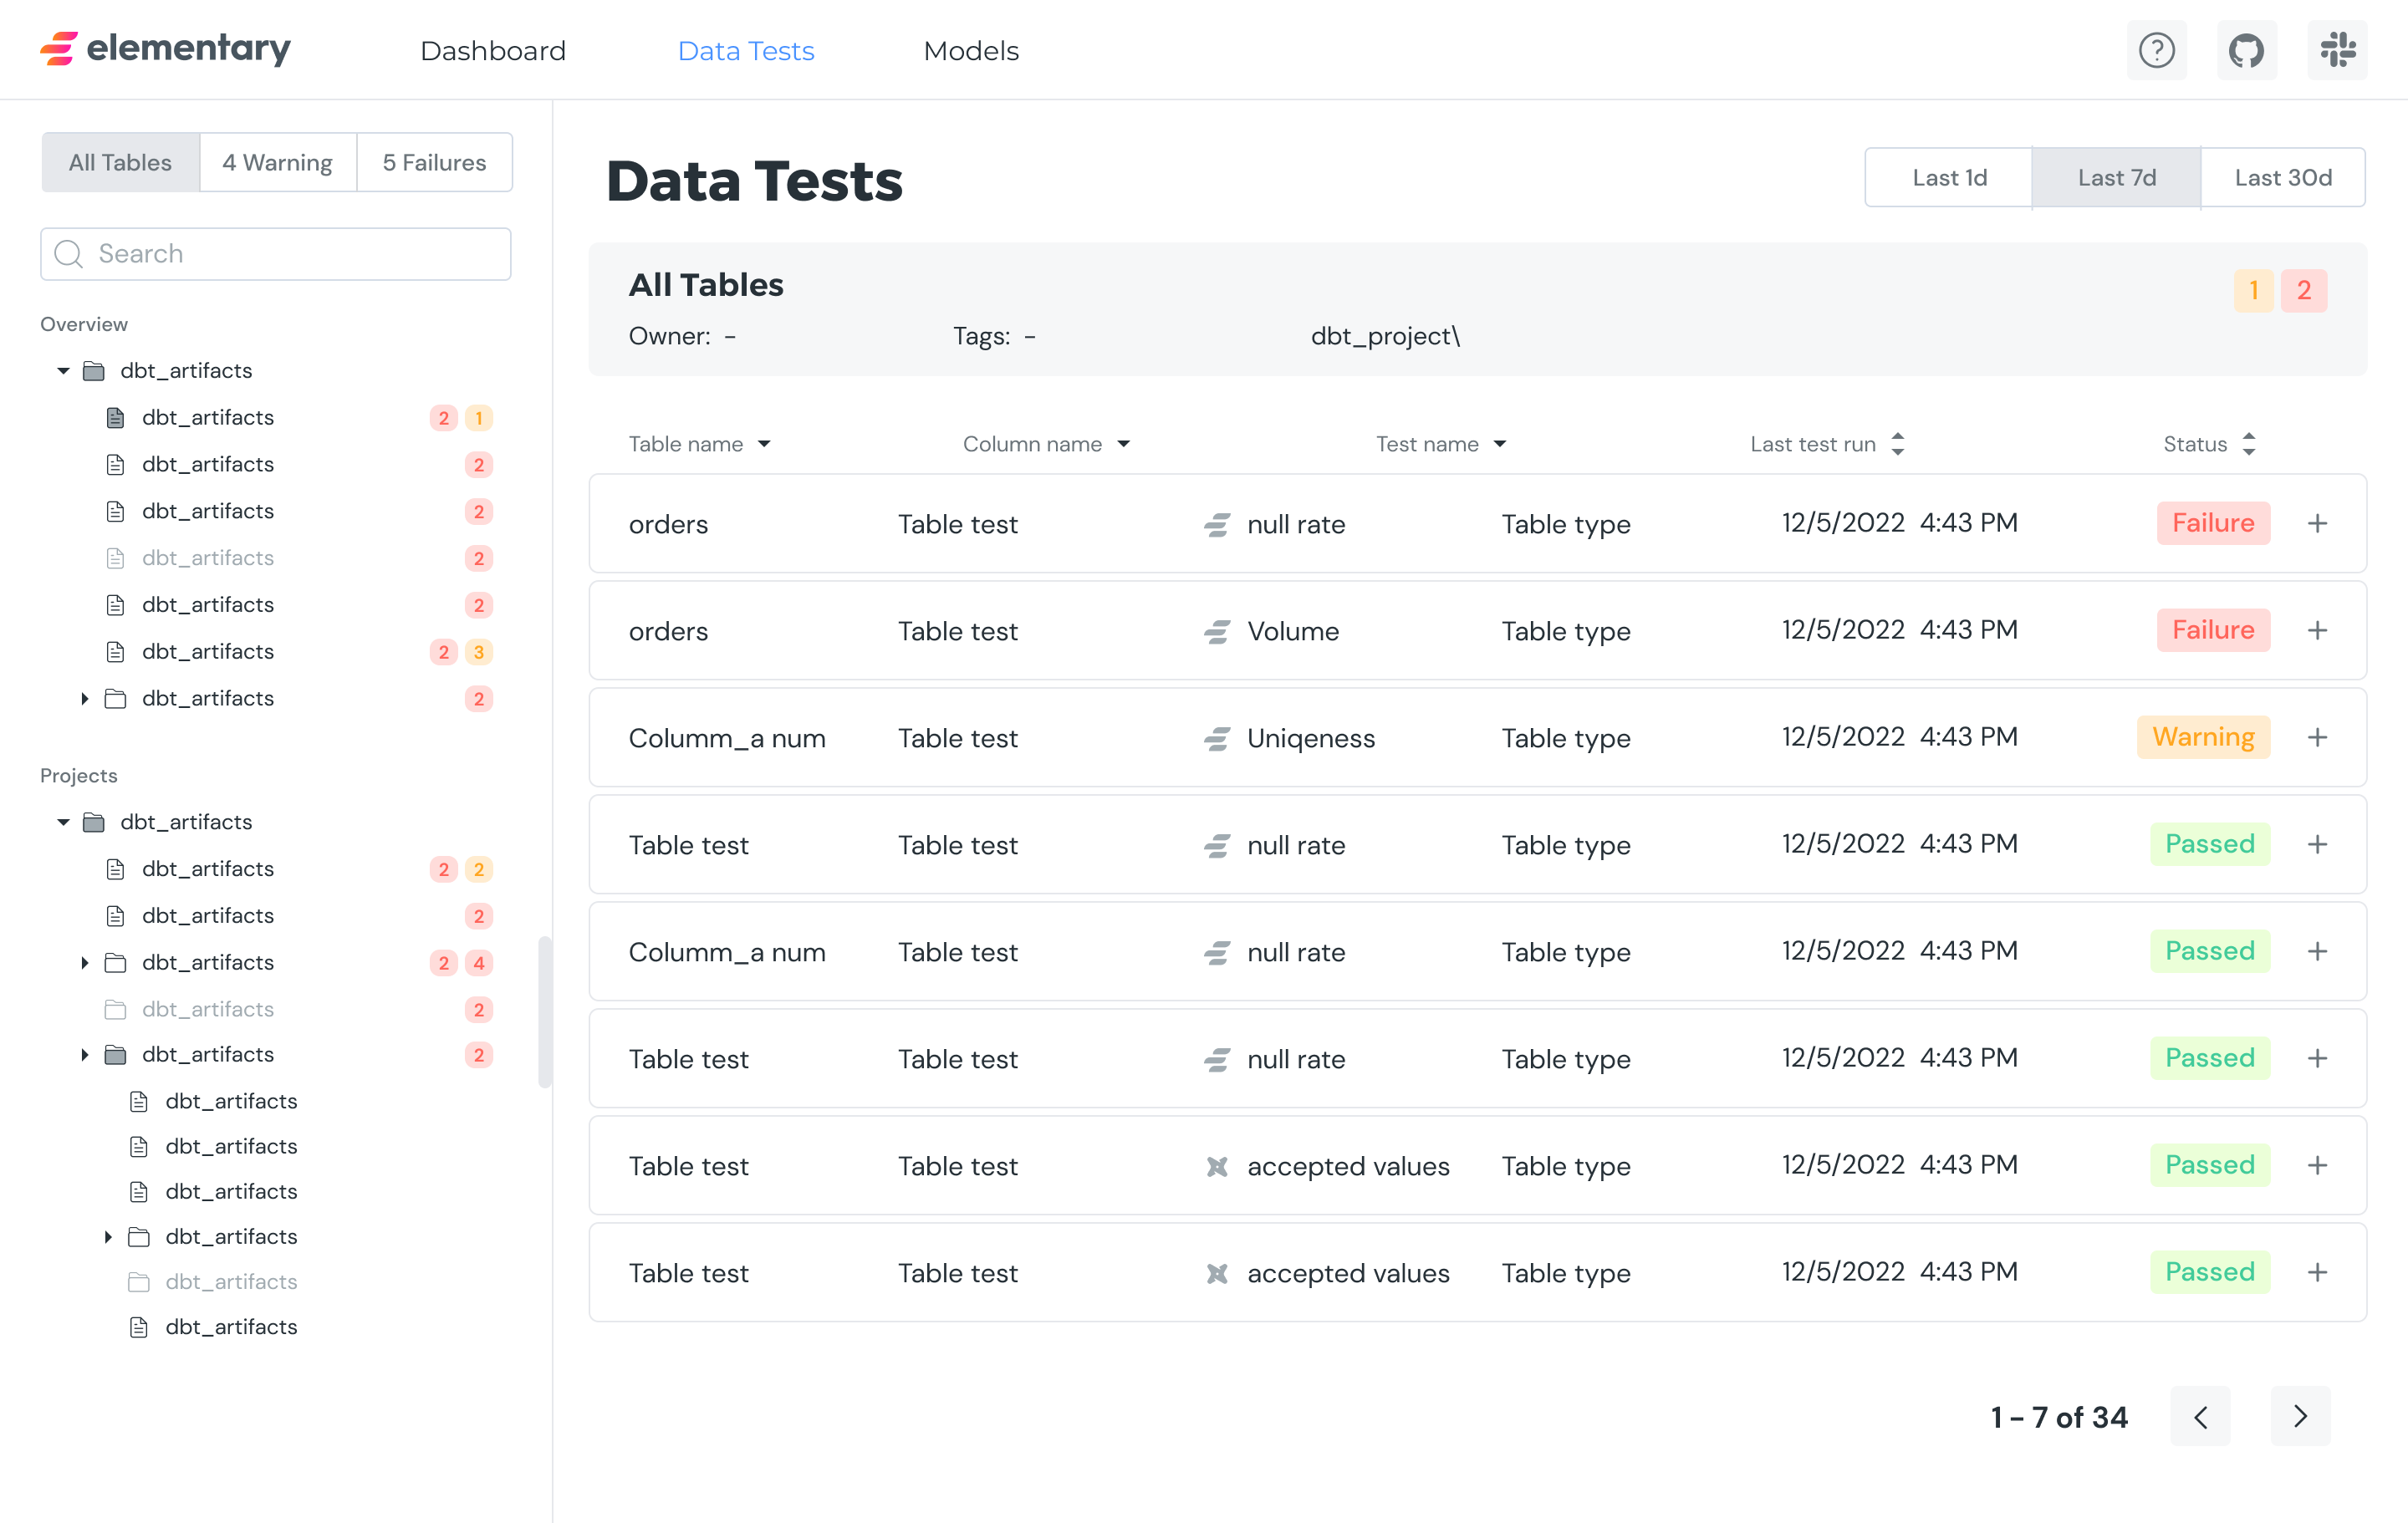 elementary
Dashboard
Data Tests
Models
All Tables
4 Warning
5 Failures
Search
Overview
dbt_artifacts
dbt_artifacts 2 1
dbt_artifacts 2
dbt_artifacts 2
dbt_artifacts 2
dbt_artifacts 2
dbt_artifacts 2 3
dbt_artifacts 2
Projects
dbt_artifacts
dbt_artifacts 2 2
dbt_artifacts 2
dbt_artifacts 2 4
dbt_artifacts 2
dbt_artifacts 2
dbt_artifacts
dbt_artifacts
dbt_artifacts
dbt_artifacts
dbt_artifacts
dbt_artifacts
Data Tests
Last 1d
Last 7d
Last 30d
All Tables
1 2
Owner: - Tags: - dbt_project\
Table name Column name Test name Last test run Status
orders Table test null rate Table type 12/5/2022 4:43 PM Failure +
orders Table test Volume Table type 12/5/2022 4:43 PM Failure +
Columm_a num Table test Uniqeness Table type 12/5/2022 4:43 PM Warning +
Table test Table test null rate Table type 12/5/2022 4:43 PM Passed +
Columm_a num Table test null rate Table type 12/5/2022 4:43 PM Passed +
Table test Table test null rate Table type 12/5/2022 4:43 PM Passed +
Table test Table test accepted values Table type 12/5/2022 4:43 PM Passed +
Table test Table test accepted values Table type 12/5/2022 4:43 PM Passed +
1 - 7 of 34